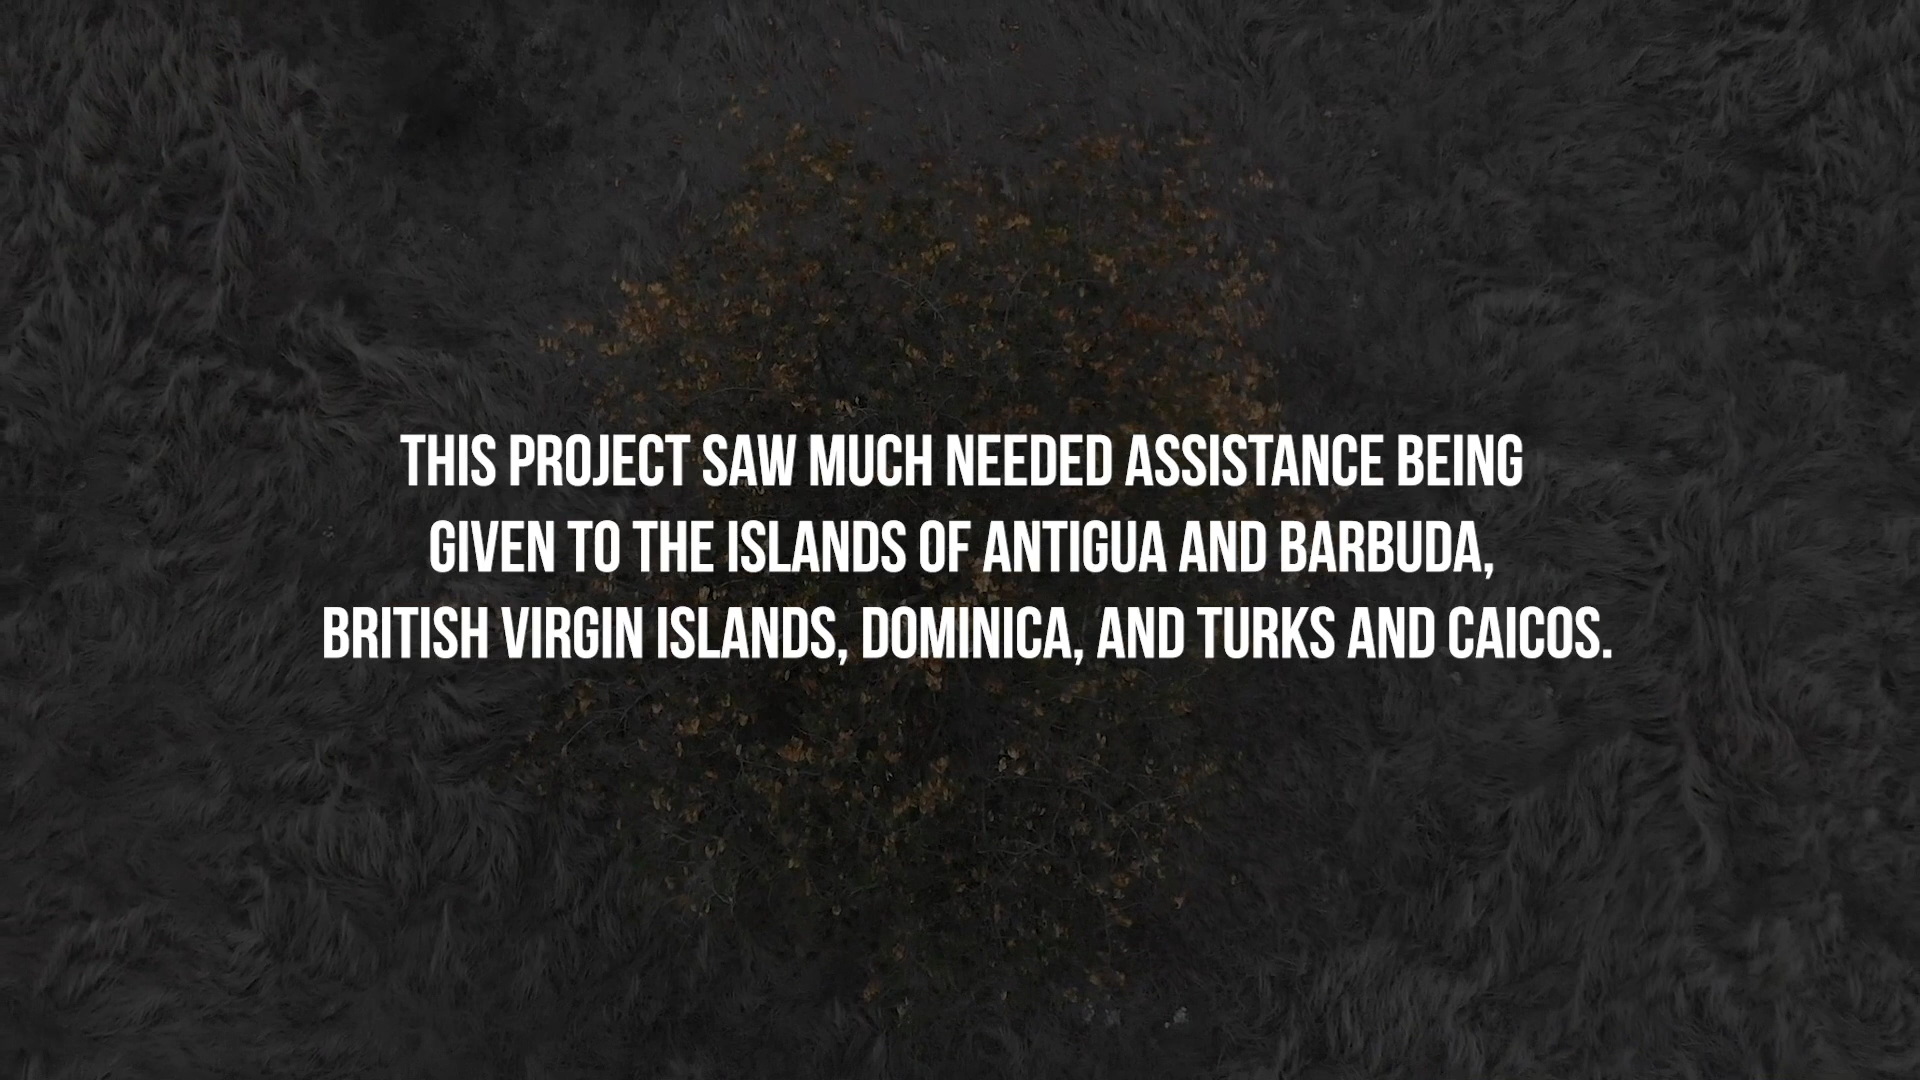 THIS PROJECT SAW MUCH NEEDED ASSISTANCE BEING
GIVEN TO THE ISLANDS OF ANTIGUA AND BARBUDA,
BRITISH VIRGIN ISLANDS, DOMINICA, AND TURKS AND CAICOS.